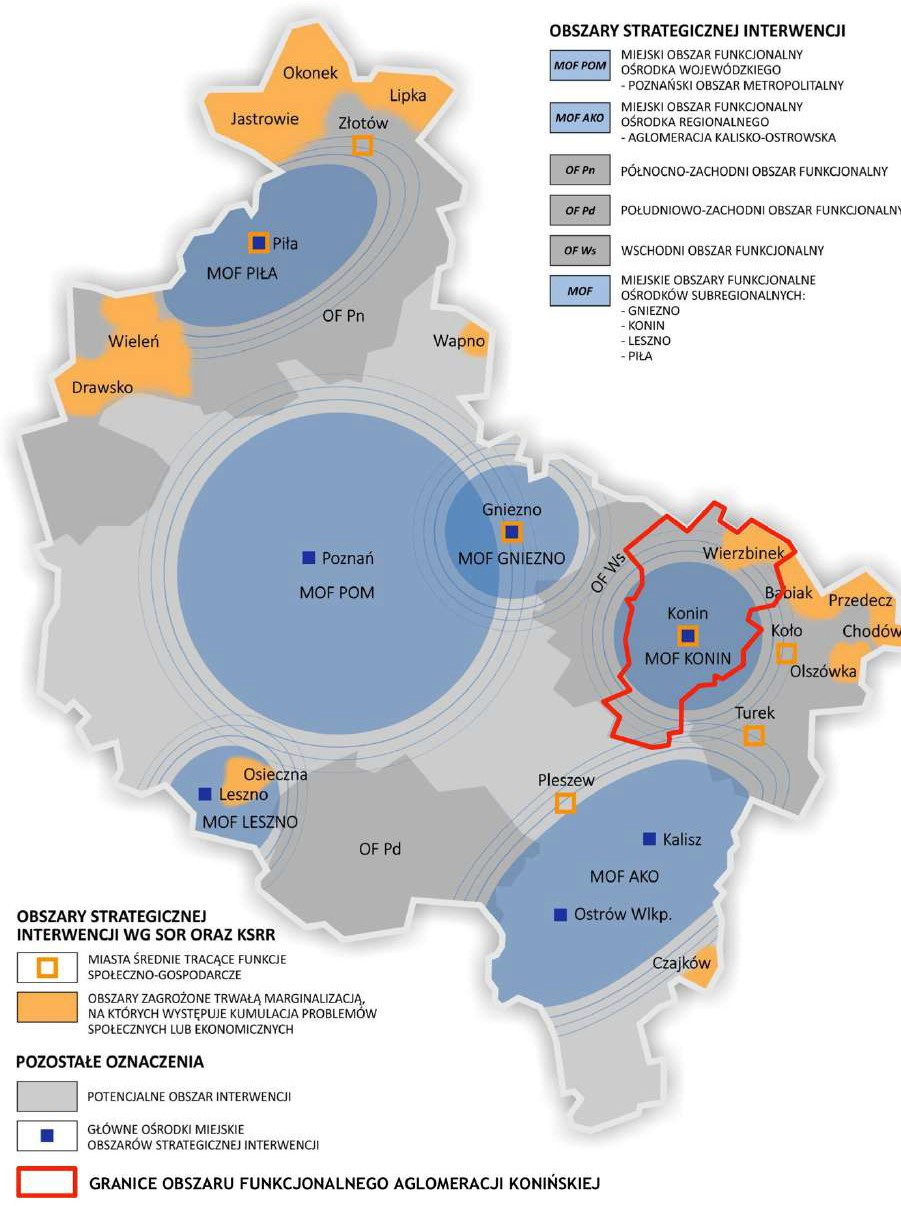 OBSZARY STRATEGICZNEJ INTERWENCJI
MOF POM
MIEJSKI OBSZAR FUNKCJONALNY
OŚRODKA WOJEWÓDZKIEGO
- POZNAŃSKI OBSZAR METROPOLITALNY
MOF AKO
MIEJSKI OBSZAR FUNKCJONALNY
OŚRODKA REGIONALNEGO
- AGLOMERACJA KALISKO-OSTROWSKA
OF Pn
PÓŁNOCNO-ZACHODNI OBSZAR FUNKCJONALNY
OF Pd
POŁUDNIOWO-ZACHODNI OBSZAR FUNKCJONALNY
OF Ws
WSCHODNI OBSZAR FUNKCJONALNY
MOF
MIEJSKIE OBSZARY FUNKCJONALNE
OŚRODKÓW SUBREGIONALNYCH:
- GNIEZNO
- KONIN
- LESZNO
- PIŁA
Okonek
Lipka
Jastrowie
Złotów
Piła
MOF PIŁA
OF Pn
Wieleń
Wapno
Drawsko
Gniezno
Poznań
MOF GNIEZNO
MOF POM
OF Ws
Wierzbinek
Babiak
Przedecz
Konin
Koło
Chodów
MOF KONIN
Olszówka
Turek
Osieczna
Leszno
MOF LESZNO
Pleszew
OF Pd
Kalisz
MOF AKO
Ostrów Wlkp.
Czajków
OBSZARY STRATEGICZNEJ
INTERWENCJI WG SOR ORAZ KSRR
MIASTA ŚREDNIE TRACĄCE FUNKCJE
SPOŁECZNO-GOSPODARCZE
OBSZARY ZAGROŻONE TRWAŁĄ MARGINALIZACJĄ,
NA KTÓRYCH WYSTĘPUJE KUMULACJA PROBLEMÓW
SPOŁECZNYCH LUB EKONOMICZNYCH
POZOSTAŁE OZNACZENIA
POTENCJALNE OBSZAR INTERWENCJI
GŁÓWNE OŚRODKI MIEJSKIE
OBSZARÓW STRATEGICZNEJ INTERWENCJI
GRANICE OBSZARU FUNKCJONALNEGO AGLOMERACJI KONIŃSKIEJ